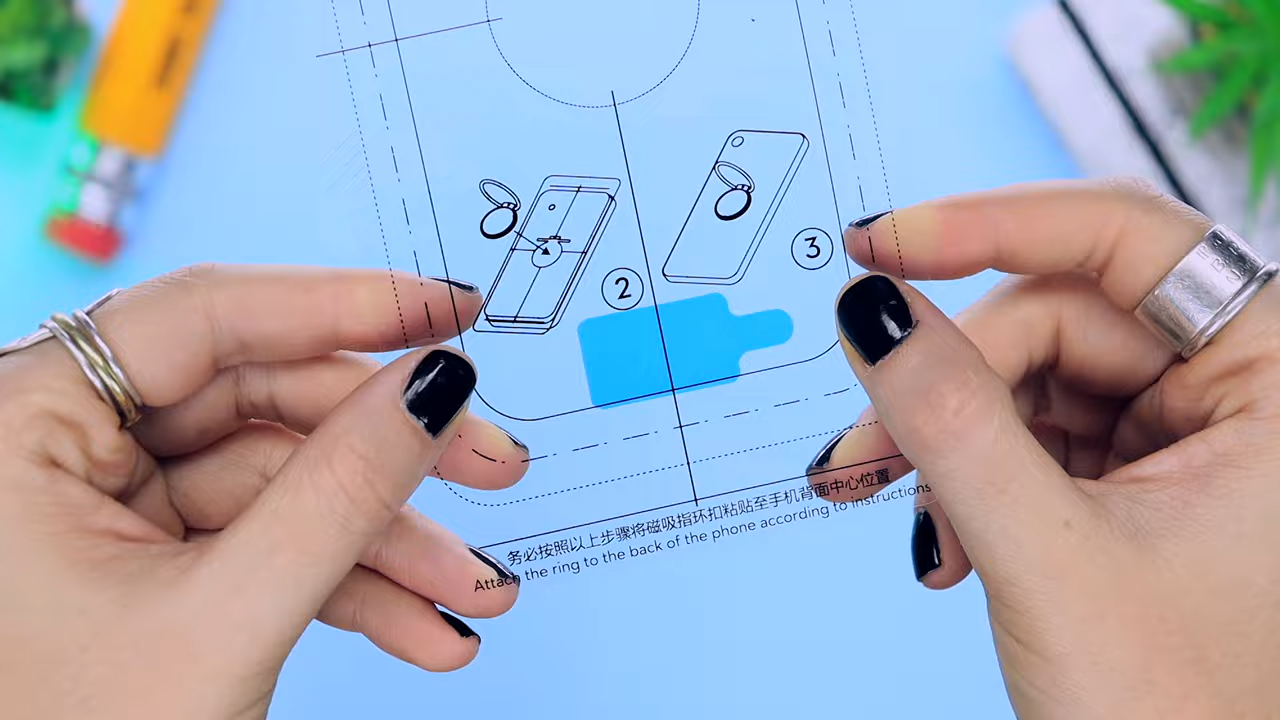 2
3
务必按照以上步骤将磁吸指环扣粘贴至手机背面中心位置
Attach the ring to the back of the phone according to instructions